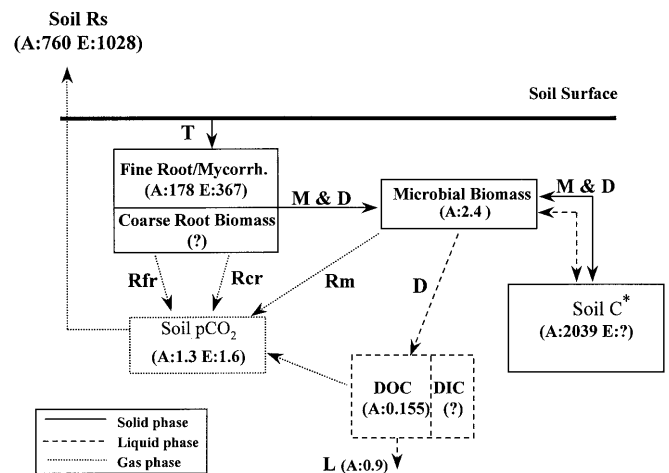 Soil Rs
(A:760 E:1028)
Soil Surface
T
Fine Root/Mycorrh.
(A:178 E:367)
Coarse Root Biomass
(?)
M & D
Microbial Biomass
(A:2.4 )
M & D
Rfr
Rcr
Rm
D
Soil C*
(A:2039 E:?)
Soil pCO₂
(A:1.3 E:1.6)
DOC
(A:0.155)
DIC
(?)
L (A:0.9)
Solid phase
Liquid phase
Gas phase